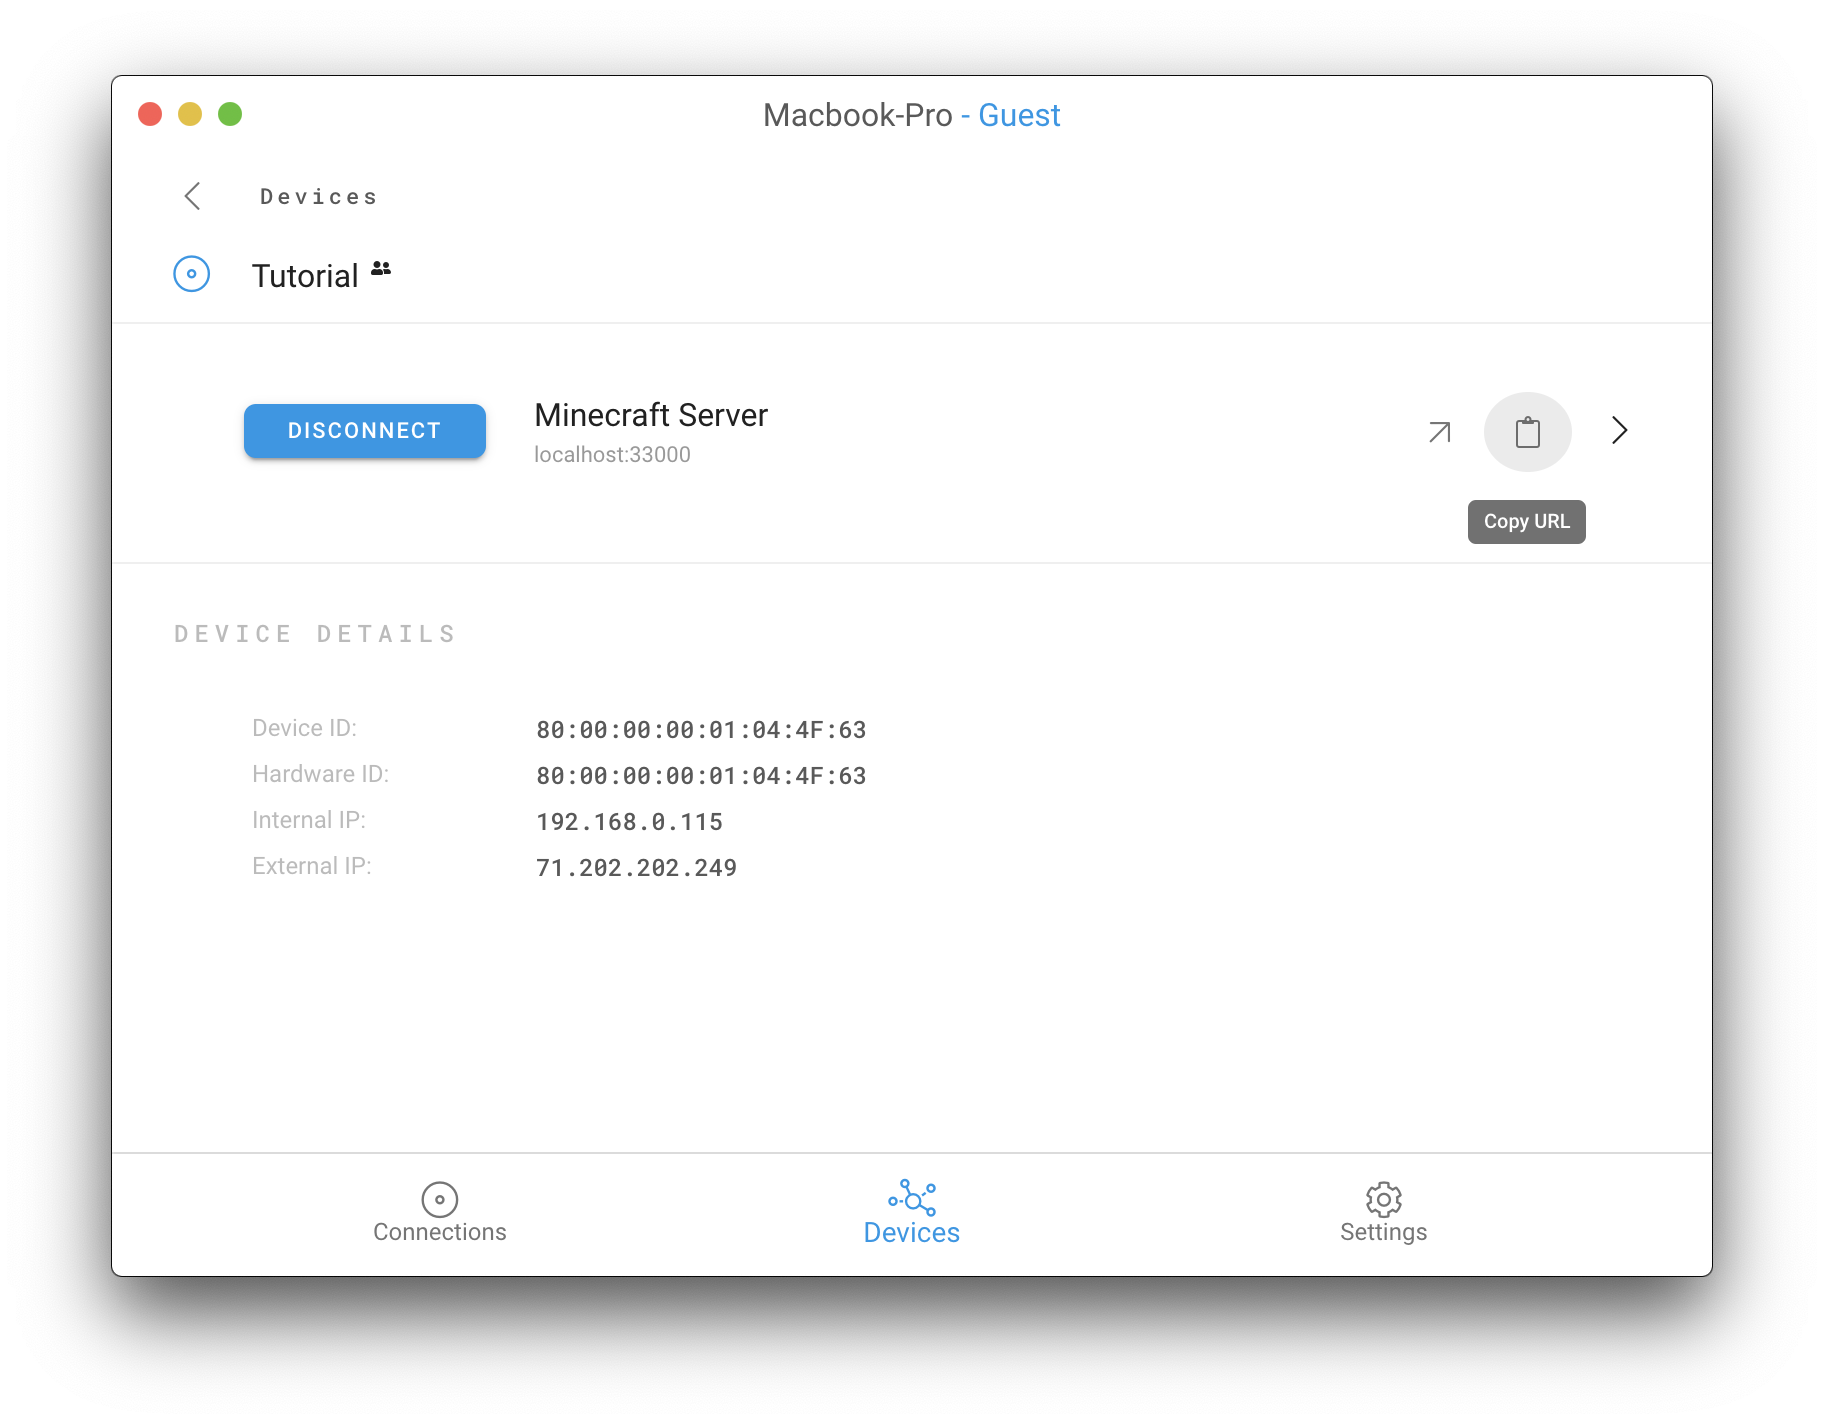 Macbook-Pro - Guest
Devices
Tutorial
DISCONNECT
Minecraft Server
localhost:33000
Copy URL
DEVICE DETAILS
Device ID: 80:00:00:00:01:04:4F:63
Hardware ID: 80:00:00:00:01:04:4F:63
Internal IP: 192.168.0.115
External IP: 71.202.202.249
Connections
Devices
Settings